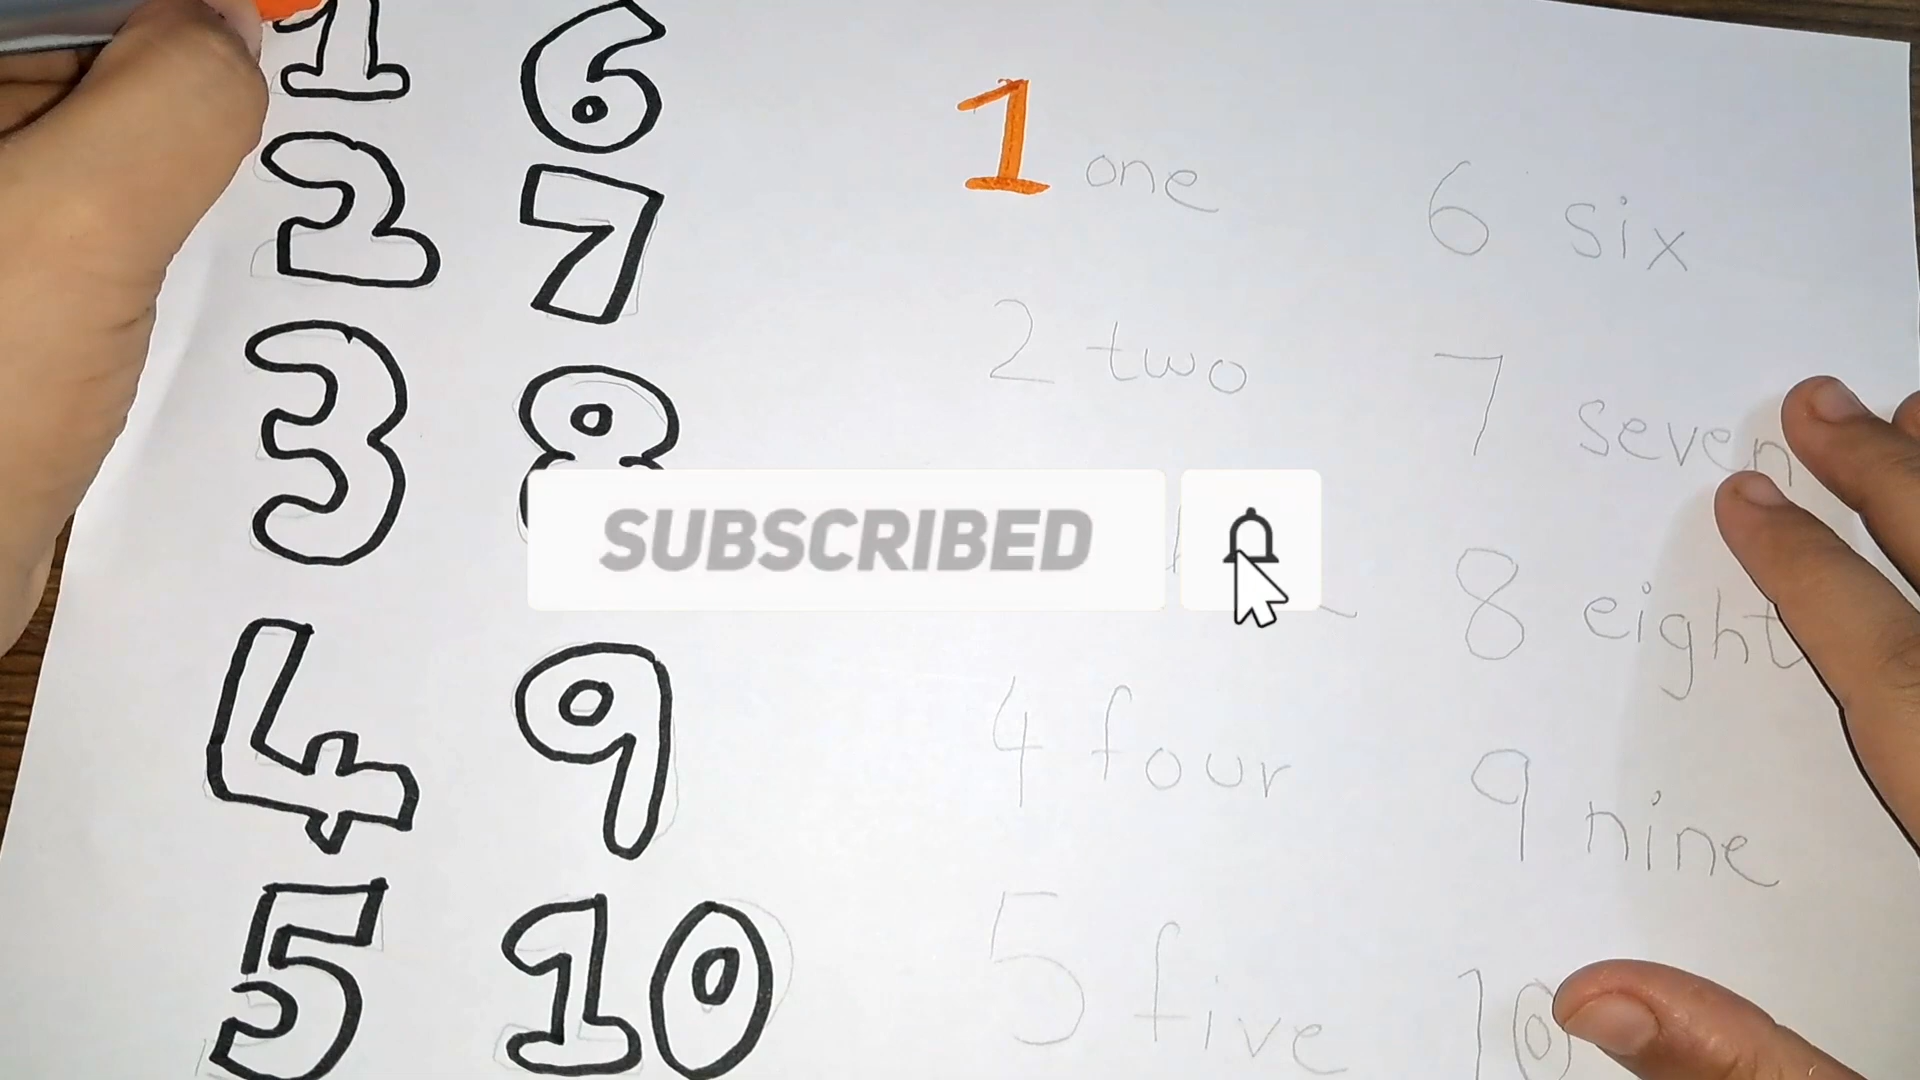 1 6
2 7
3 8
4 9
5 10
1 one
2 two
4 four
5 five
6 six
7 seven
8 eight
9 nine
10
SUBSCRIBED